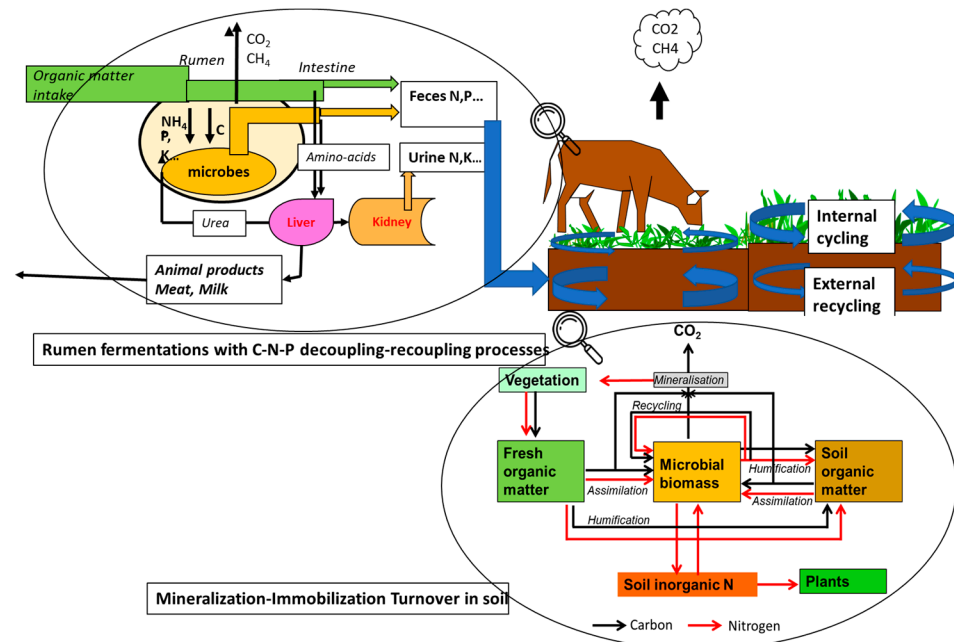 CO2
CH4
Rumen
Intestine
Organic matter
intake
Feces N,P...
NH4
P,
K...
C
microbes
Amino-acids
Urine N,K...
Urea
Liver
Kidney
Animal products
Meat, Milk
CO2
CH4
Internal
cycling
External
recycling
Rumen fermentations with C-N-P decoupling-recoupling processes
CO2
Vegetation
Mineralisation
Recycling
Fresh
organic
matter
Microbial
biomass
Soil
organic
matter
Assimilation
Humification
Assimilation
Humification
Soil inorganic N
Plants
Mineralization-Immobilization Turnover in soil
Carbon
Nitrogen